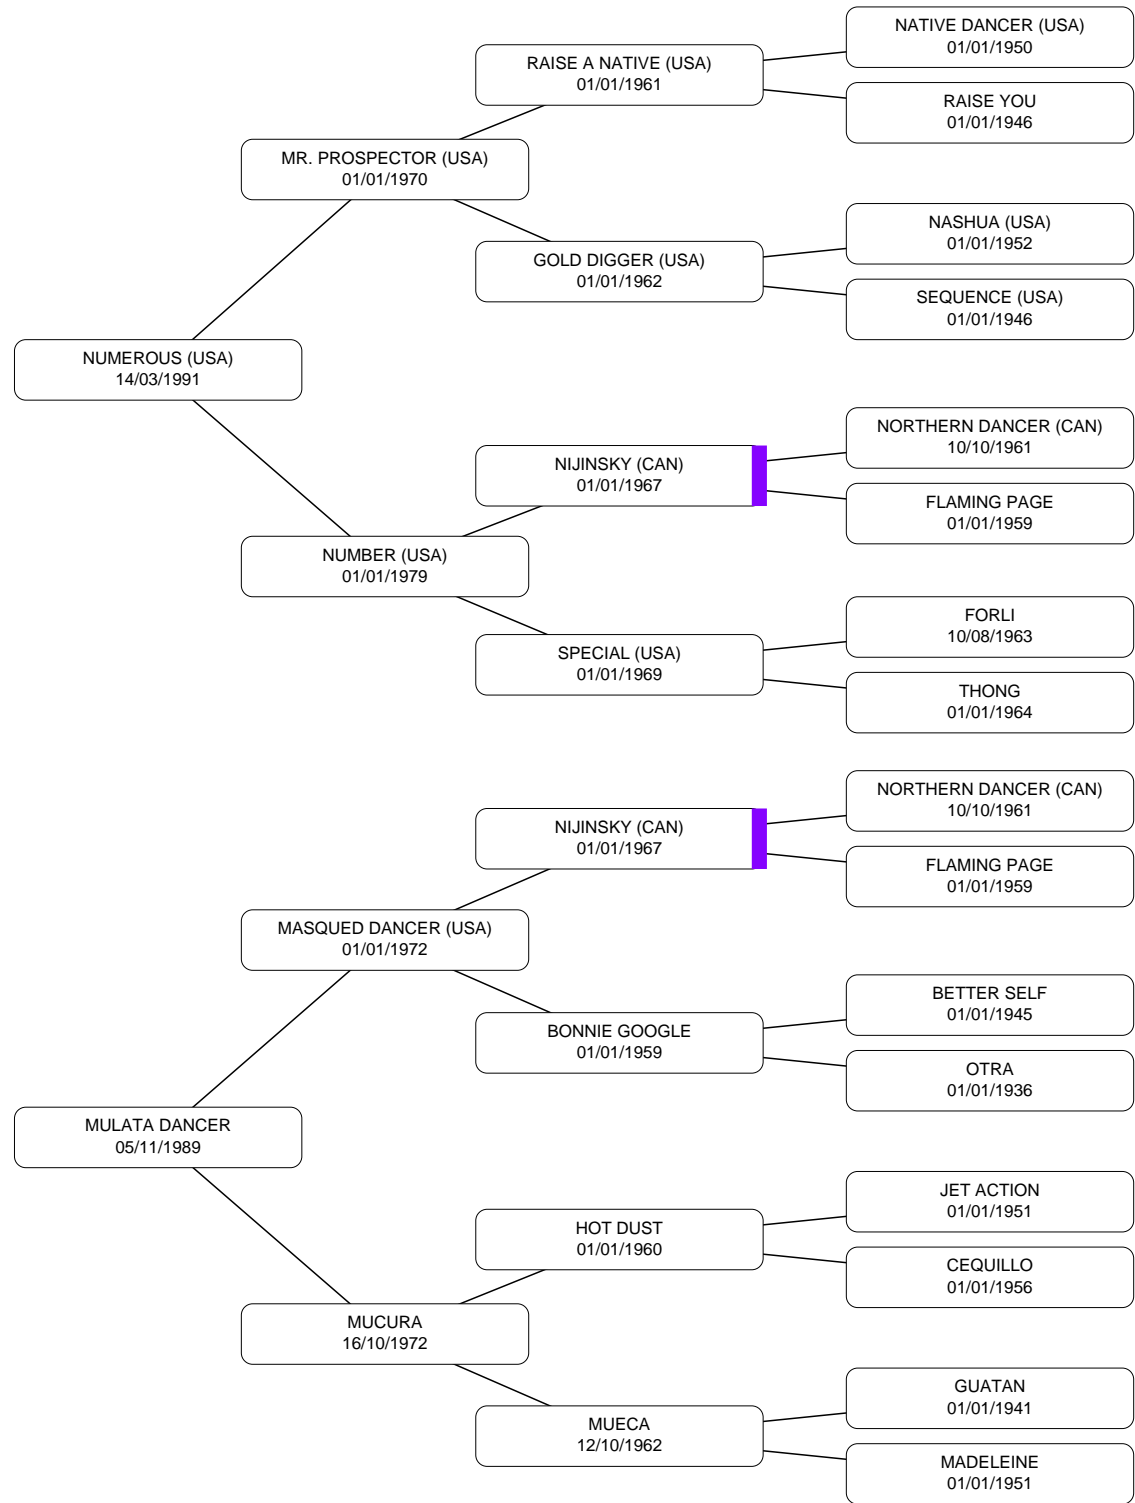 NATIVE DANCER (USA)
01/01/1950
RAISE A NATIVE (USA)
01/01/1961
RAISE YOU
01/01/1946
MR. PROSPECTOR (USA)
01/01/1970
NASHUA (USA)
01/01/1952
GOLD DIGGER (USA)
01/01/1962
SEQUENCE (USA)
01/01/1946
NUMEROUS (USA)
14/03/1991
NORTHERN DANCER (CAN)
10/10/1961
NIJINSKY (CAN)
01/01/1967
FLAMING PAGE
01/01/1959
NUMBER (USA)
01/01/1979
FORLI
10/08/1963
SPECIAL (USA)
01/01/1969
THONG
01/01/1964
NORTHERN DANCER (CAN)
10/10/1961
NIJINSKY (CAN)
01/01/1967
FLAMING PAGE
01/01/1959
MASQUED DANCER (USA)
01/01/1972
BETTER SELF
01/01/1945
BONNIE GOOGLE
01/01/1959
OTRA
01/01/1936
MULATA DANCER
05/11/1989
JET ACTION
01/01/1951
HOT DUST
01/01/1960
CEQUILLO
01/01/1956
MUCURA
16/10/1972
GUATAN
01/01/1941
MUECA
12/10/1962
MADELEINE
01/01/1951